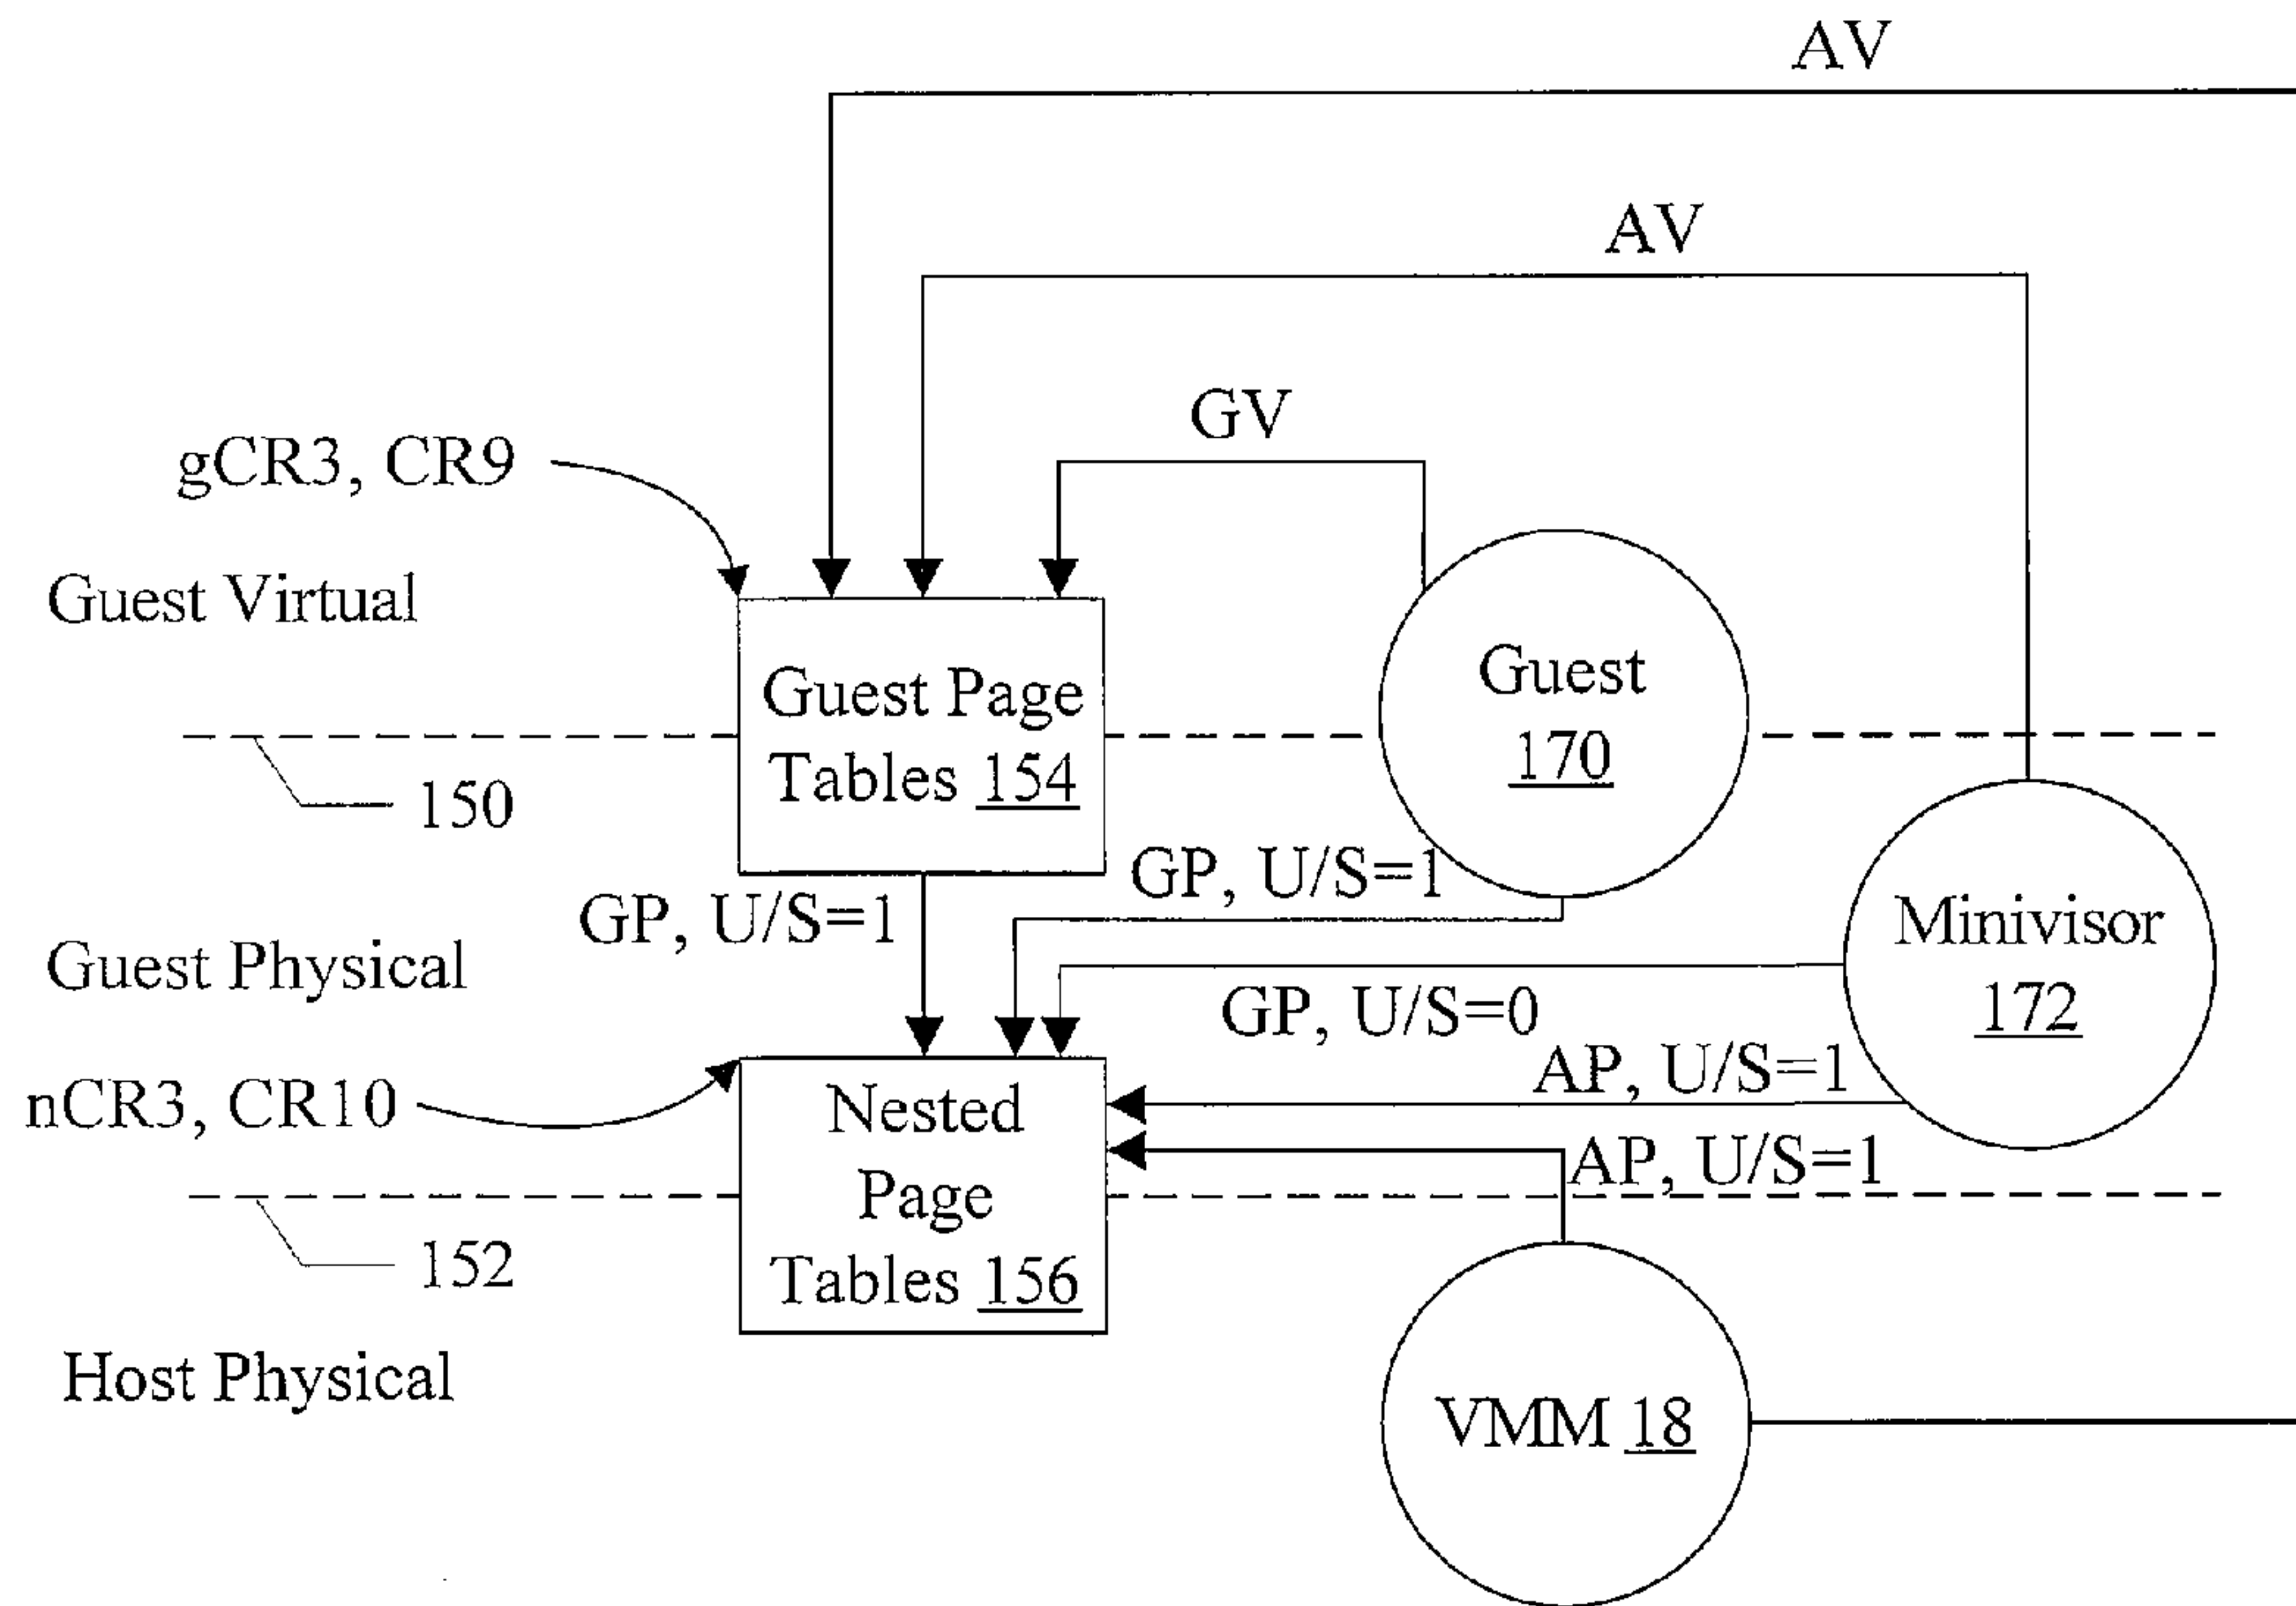 AV
AV
GV
gCR3, CR9
Guest Virtual
Guest Page
Tables 154
Guest
170
150
GP, U/S=1
GP, U/S=1
Minivisor
172
Guest Physical
GP, U/S=0
AP, U/S=1
nCR3, CR10
Nested
Page
Tables 156
AP, U/S=1
152
Host Physical
VMM 18